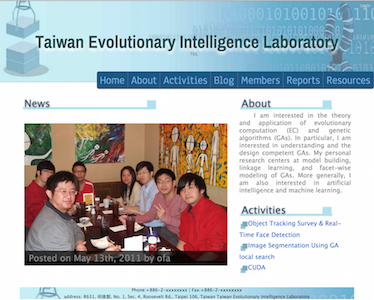 Taiwan Evolutionary Intelligence Laboratory
Home About Activities Blog Members Reports Resources
News
Posted on May 13th, 2011 by ofa
About
I am interested in the theory
and application of evolutionary
computation (EC) and genetic
algorithms (GAs). In particular, I am
interested in understanding and the
design competent GAs. My personal
research centers at model building,
linkage learning, and facet-wise
modeling of GAs. More generally, I
am also interested in artificial
intelligence and machine learning.
Activities
Object Tracking Survey & Real-
Time Face Detection
Image Segmentation Using GA
local search
CUDA
Phone:+886-2-xxxxxxxx | Fax:+886-2-xxxxxxxx
address: R631, No. 1, Sec. 4, Roosevelt Rd., Taipei 106, Taiwan Taiwan Evolutionary Intelligence Laboratory